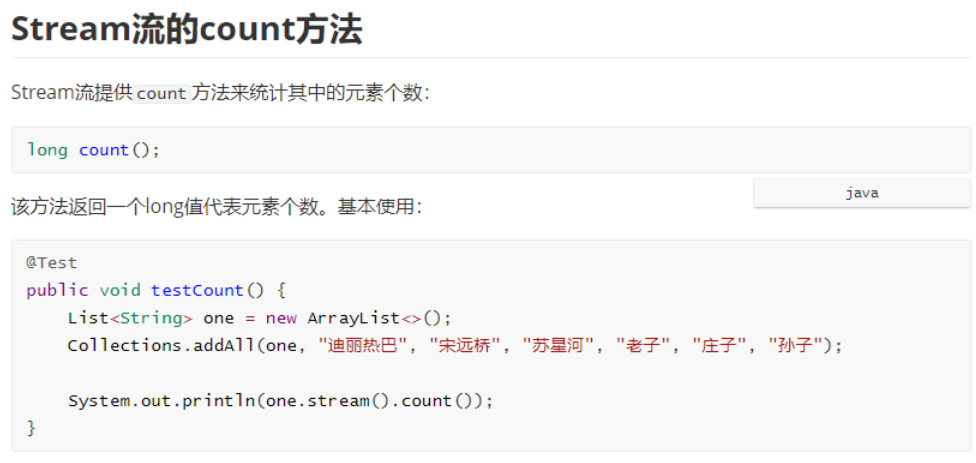 Stream流的count方法
Stream流提供count方法来统计其中的元素个数：
long count();
该方法返回一个long值代表元素个数。基本使用：
java
@Test
public void testCount() {
    List<String> one = new ArrayList<>();
    Collections.addAll(one, "迪丽热巴", "宋远桥", "苏星河", "老子", "庄子", "孙子");
    System.out.println(one.stream().count());
}